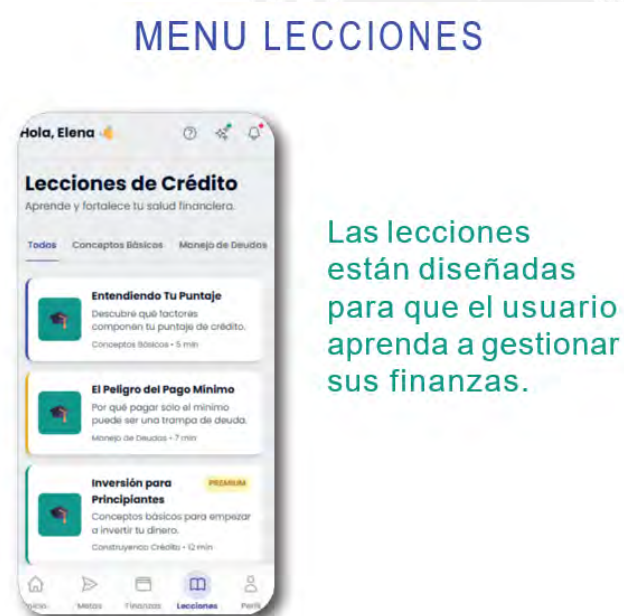 MENU LECCIONES
Hola, Elena
Lecciones de Crédito
Aprende y fortalece tu salud financiera.
Todos Conceptos Básicos Manejo de Deudas
Entendiendo Tu Puntaje
Descubre qué factores
componen tu puntaje de crédito.
Conceptos Básicos • 5 min
El Peligro del Pago Mínimo
Por qué pagar solo el mínimo
puede ser una trampa de deuda.
Manejo de Deudas • 7 min
Inversión para PREMIUM
Principiantes
Conceptos básicos para empezar
a invertir tu dinero.
Construyendo Crédito • 12 min
Inicio Metas Finanzas Lecciones Perfil
Las lecciones
están diseñadas
para que el usuario
aprenda a gestionar
sus finanzas.